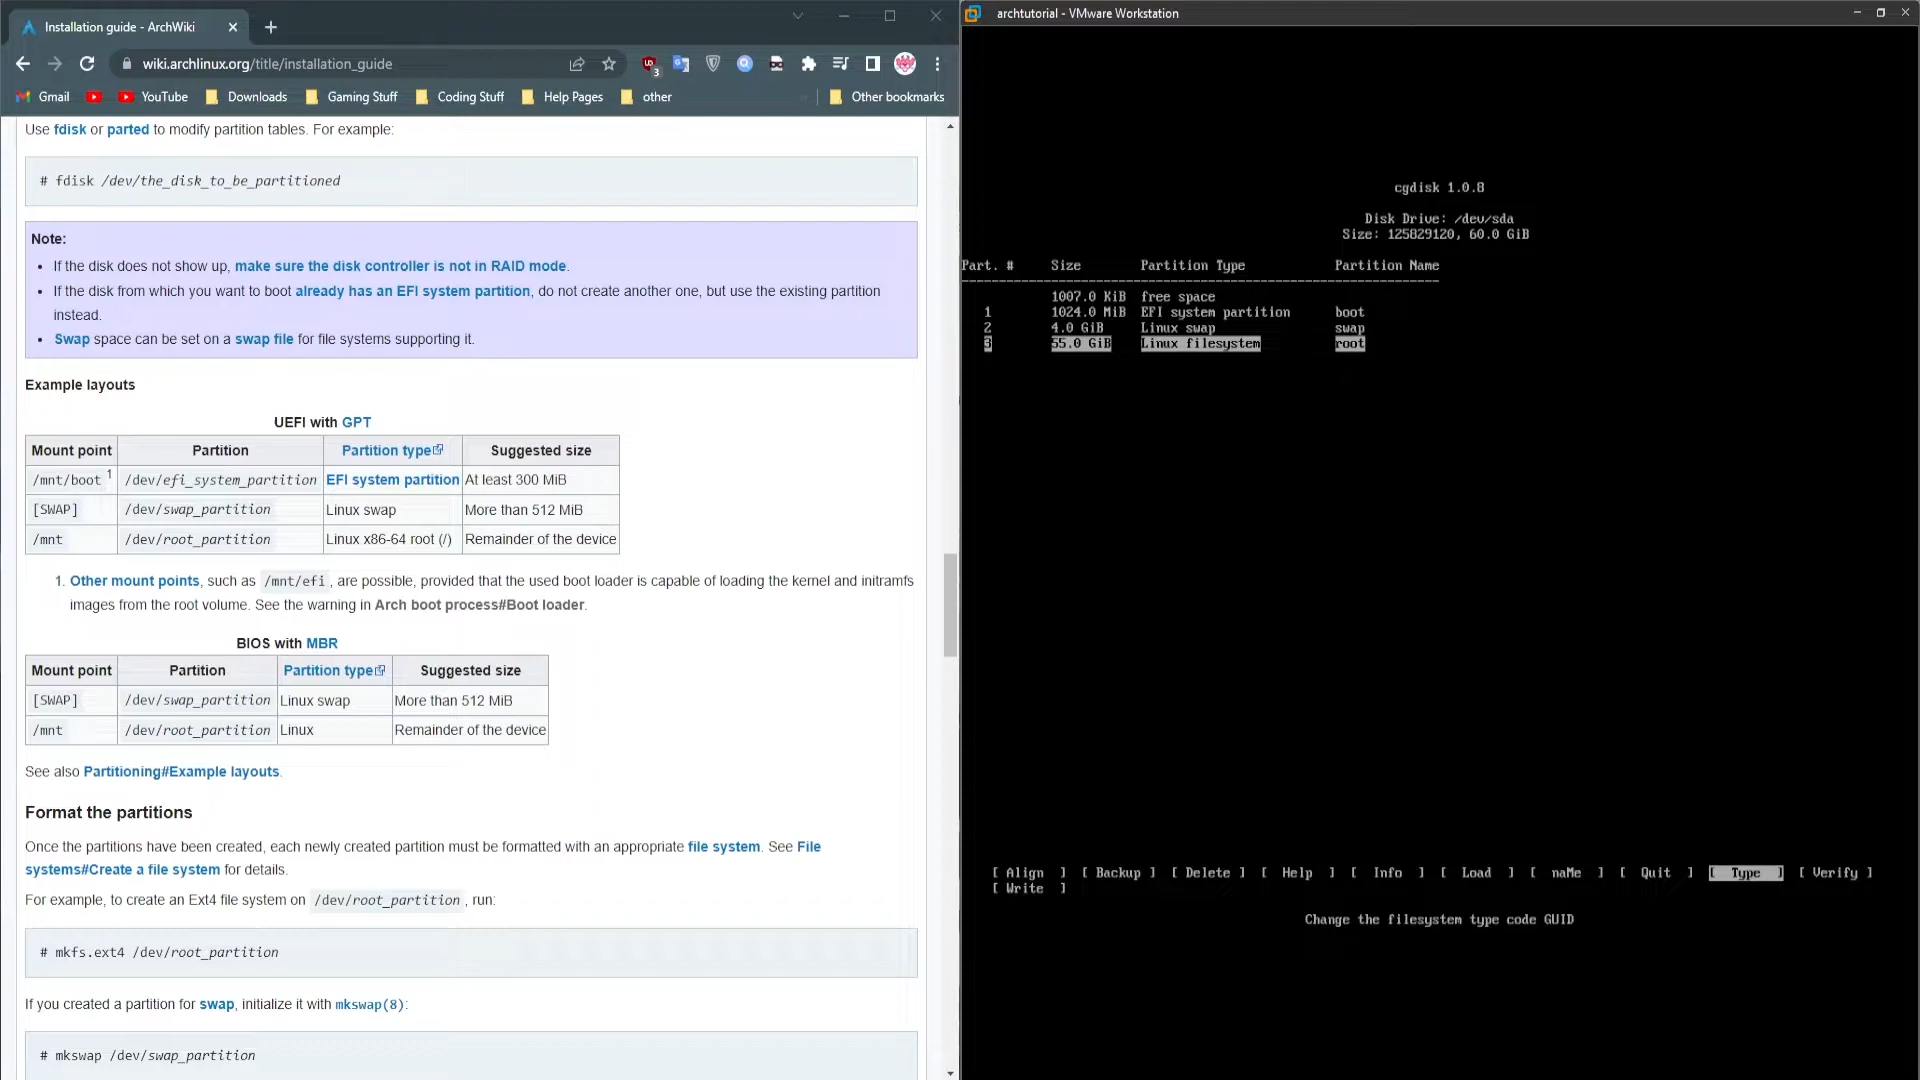 Installation guide - ArchWiki
wiki.archlinux.org/title/installation_guide
3
Gmail
YouTube
Downloads
Gaming Stuff
Coding Stuff
Help Pages
other
Other bookmarks
Use fdisk or parted to modify partition tables. For example:
# fdisk /dev/the_disk_to_be_partitioned
Note:
• If the disk does not show up, make sure the disk controller is not in RAID mode.
• If the disk from which you want to boot already has an EFI system partition, do not create another one, but use the existing partition
instead.
• Swap space can be set on a swap file for file systems supporting it.
Example layouts
UEFI with GPT
Mount point Partition Partition type Suggested size
/mnt/boot 1 /dev/efi_system_partition EFI system partition At least 300 MiB
[SWAP] /dev/swap_partition Linux swap More than 512 MiB
/mnt /dev/root_partition Linux x86-64 root (/) Remainder of the device
1. Other mount points, such as /mnt/efi, are possible, provided that the used boot loader is capable of loading the kernel and initramfs
images from the root volume. See the warning in Arch boot process#Boot loader.
BIOS with MBR
Mount point Partition Partition type Suggested size
[SWAP] /dev/swap_partition Linux swap More than 512 MiB
/mnt /dev/root_partition Linux Remainder of the device
See also Partitioning#Example layouts.
Format the partitions
Once the partitions have been created, each newly created partition must be formatted with an appropriate file system. See File
systems#Create a file system for details.
For example, to create an Ext4 file system on /dev/root_partition, run:
# mkfs.ext4 /dev/root_partition
If you created a partition for swap, initialize it with mkswap(8):
# mkswap /dev/swap_partition
archtutorial - VMware Workstation
cgdisk 1.0.8
Disk Drive: /dev/sda
Size: 125829120, 60.0 GiB
Part. # Size Partition Type Partition Name
----------------------------------------------------------------
1007.0 KiB free space
1 1024.0 MiB EFI system partition boot
2 4.0 GiB Linux swap swap
3 55.0 GiB Linux filesystem root
[ Align ] [ Backup ] [ Delete ] [ Help ] [ Info ] [ Load ] [ naMe ] [ Quit ] [ Type ] [ Verify ]
[ Write ]
Change the filesystem type code GUID